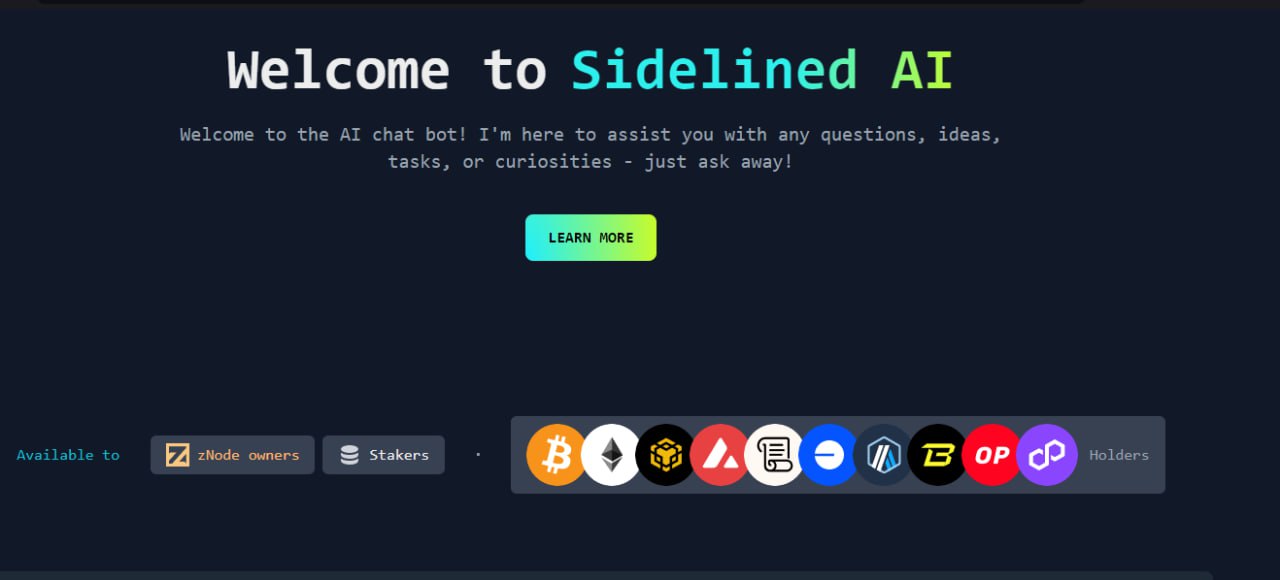 Welcome to Sidelined AI
Welcome to the AI chat bot! I'm here to assist you with any questions, ideas,
tasks, or curiosities - just ask away!
LEARN MORE
Available to
zNode owners
Stakers
·
OP
Holders